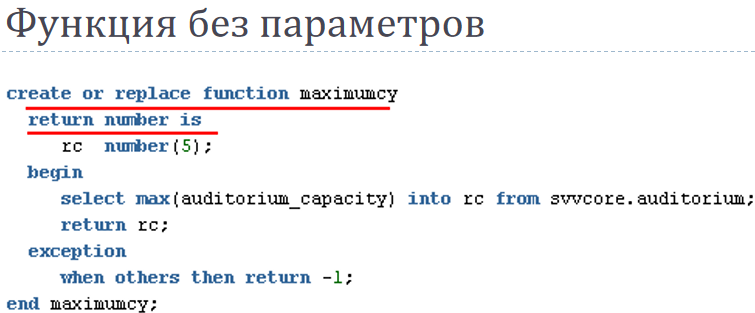 Функция без параметров
create or replace function maximumcy
return number is
rc number(5);
begin
select max(auditorium_capacity) into rc from svvcore.auditorium;
return rc;
exception
when others then return -1;
end maximumcy;